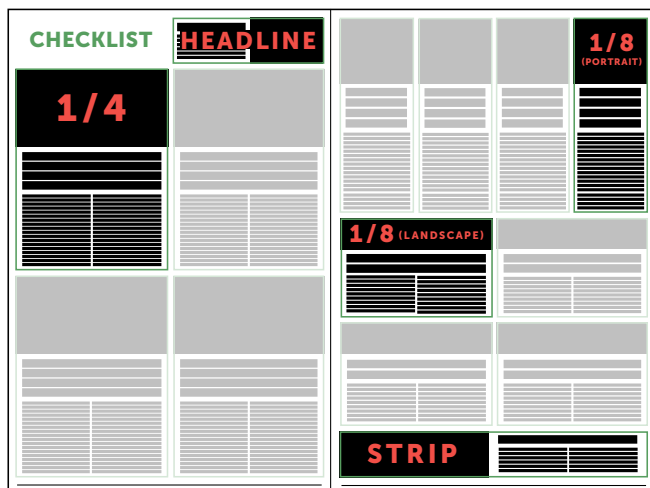 CHECKLIST
HEADLINE
1/4
1/8
(PORTRAIT)
1/8 (LANDSCAPE)
STRIP